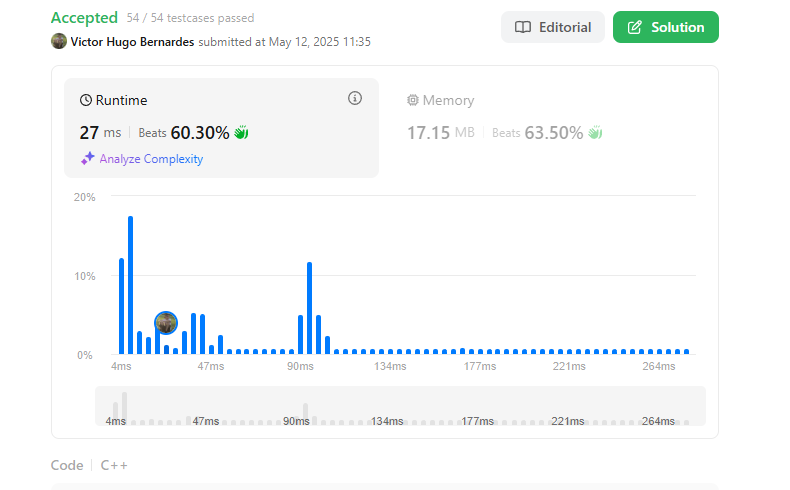 Accepted 54 / 54 testcases passed
Victor Hugo Bernardes submitted at May 12, 2025 11:35
Editorial
Solution
Runtime
27 ms Beats 60.30%
Analyze Complexity
Memory
17.15 MB Beats 63.50%
20%
10%
0%
4ms 47ms 90ms 134ms 177ms 221ms 264ms
4ms 47ms 90ms 134ms 177ms 221ms 264ms
Code C++